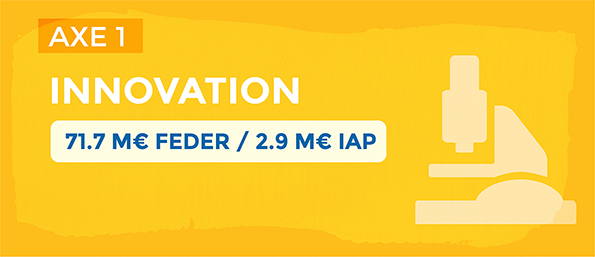 AXE 1
INNOVATION
71.7 M€ FEDER / 2.9 M€ IAP